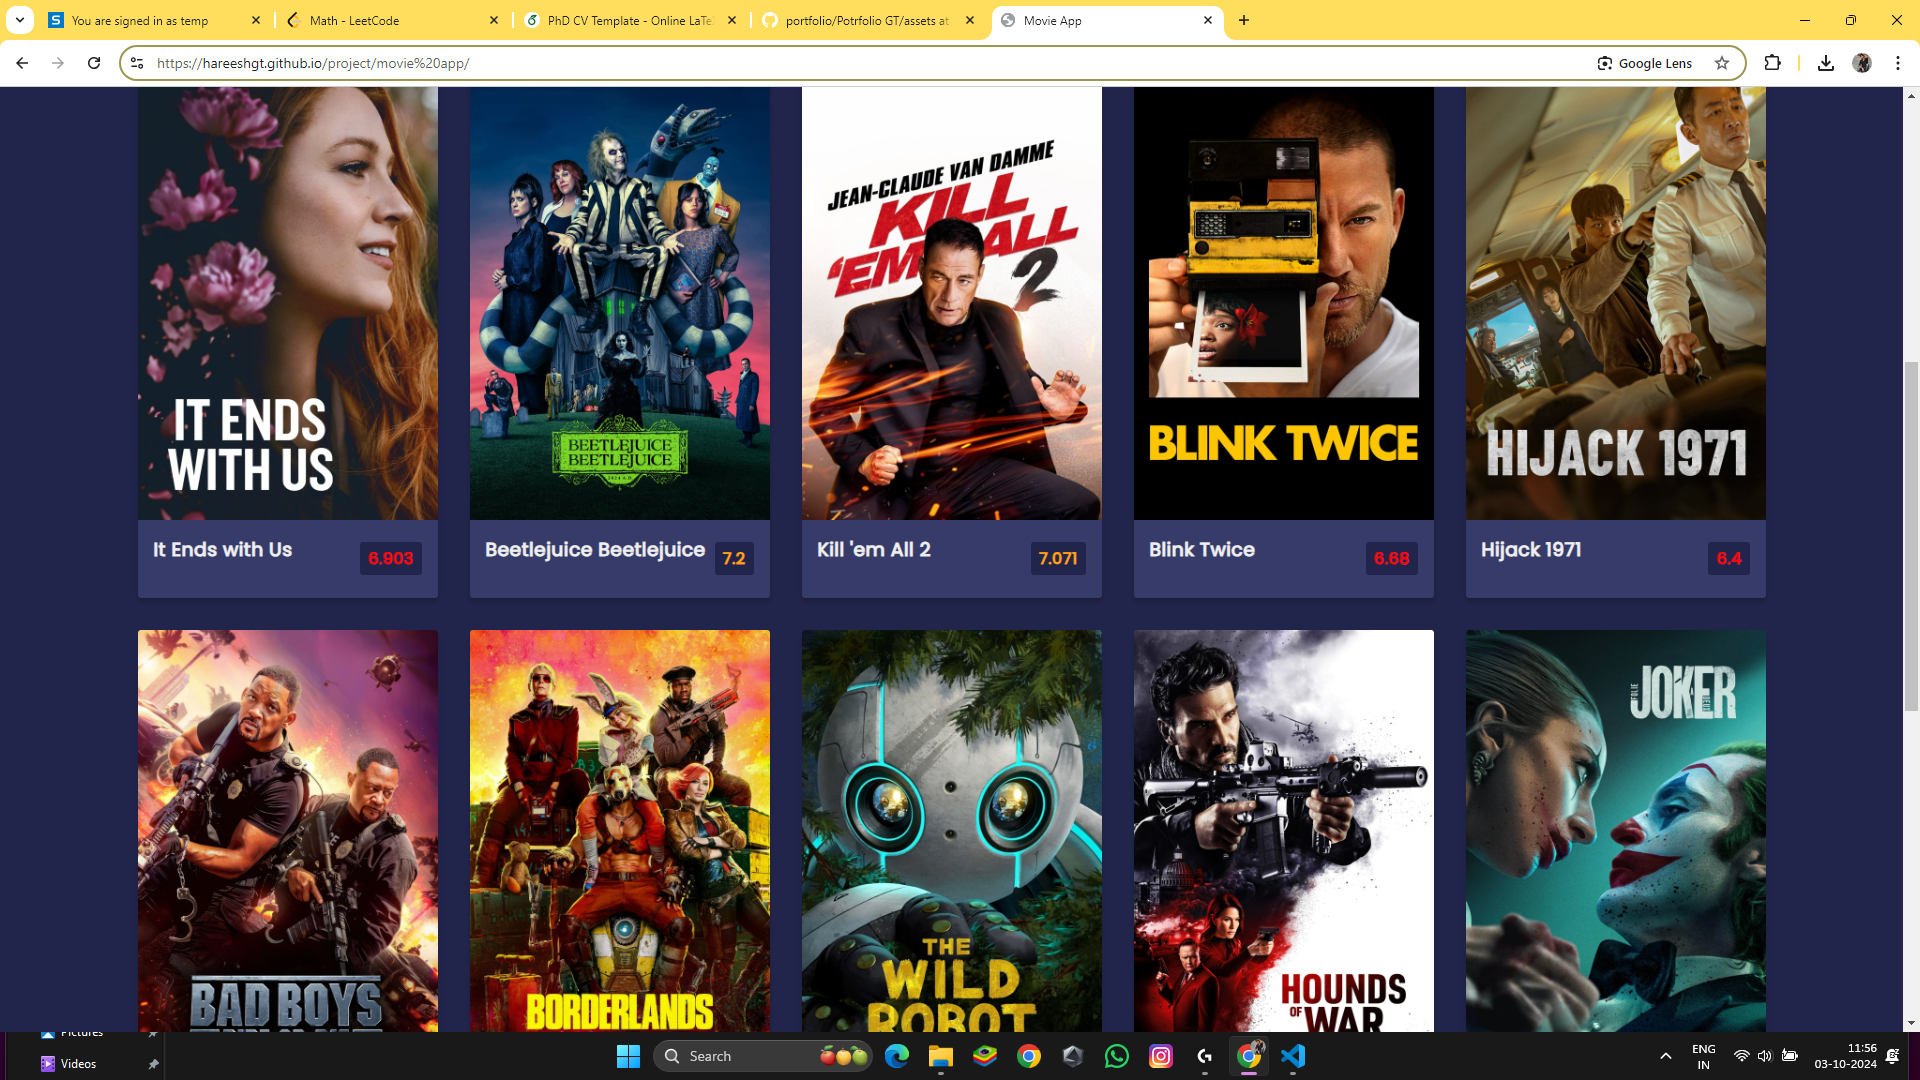 You are signed in as temp
Math - LeetCode
PhD CV Template - Online LaTe
portfolio/Potrfolio GT/assets at
Movie App
https://hareeshgt.github.io/project/movie%20app/
Google Lens
IT ENDS
WITH US
BEETLEJUICE
BEETLEJUICE
JEAN-CLAUDE VAN DAMME
KILL
'EM ALL
2
BLINK TWICE
HIJACK 1971
It Ends with Us
6.903
Beetlejuice Beetlejuice
7.2
Kill 'em All 2
7.071
Blink Twice
6.68
Hijack 1971
6.4
BAD BOYS
BORDERLANDS
THE
WILD
ROBOT
HOUNDS
OF WAR
JOKER
Pictures
Videos
Search
ENG
IN
11:56
03-10-2024